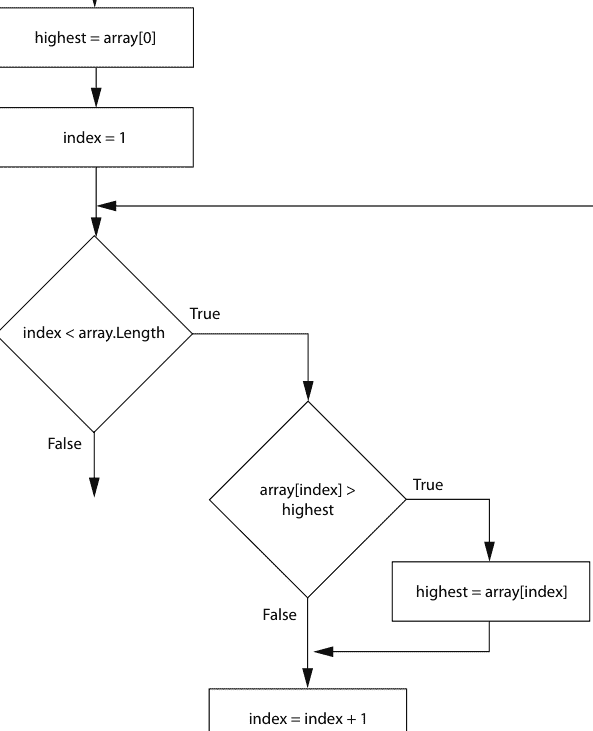 highest = array[0]
index = 1
True
index < array.Length
False
array[index] >
highest
True
highest = array[index]
False
index = index + 1